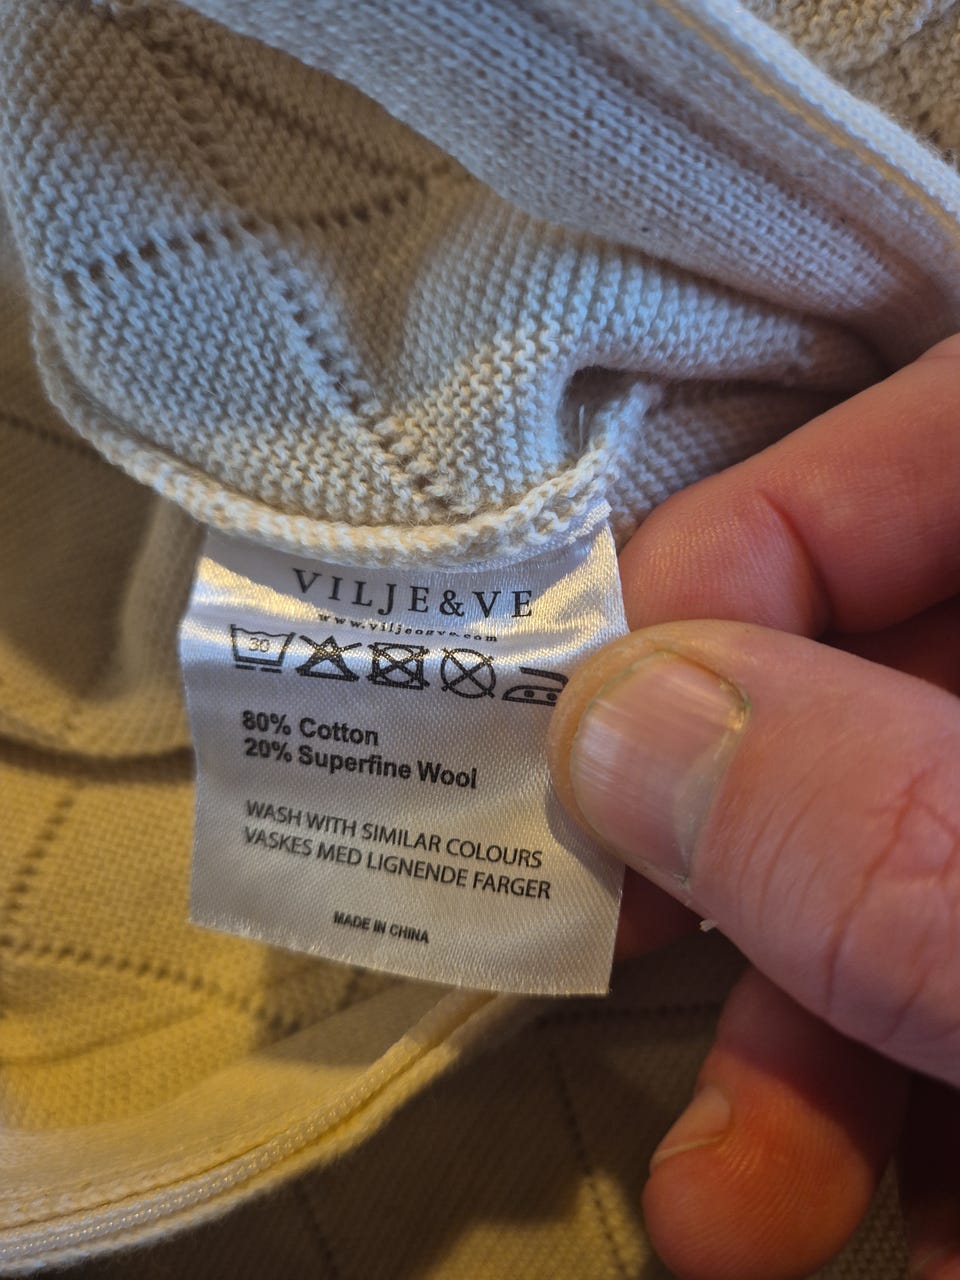 VILJE&VE
www.viljeogve.com
30
80% Cotton
20% Superfine Wool
WASH WITH SIMILAR COLOURS
VASKES MED LIGNENDE FARGER
MADE IN CHINA